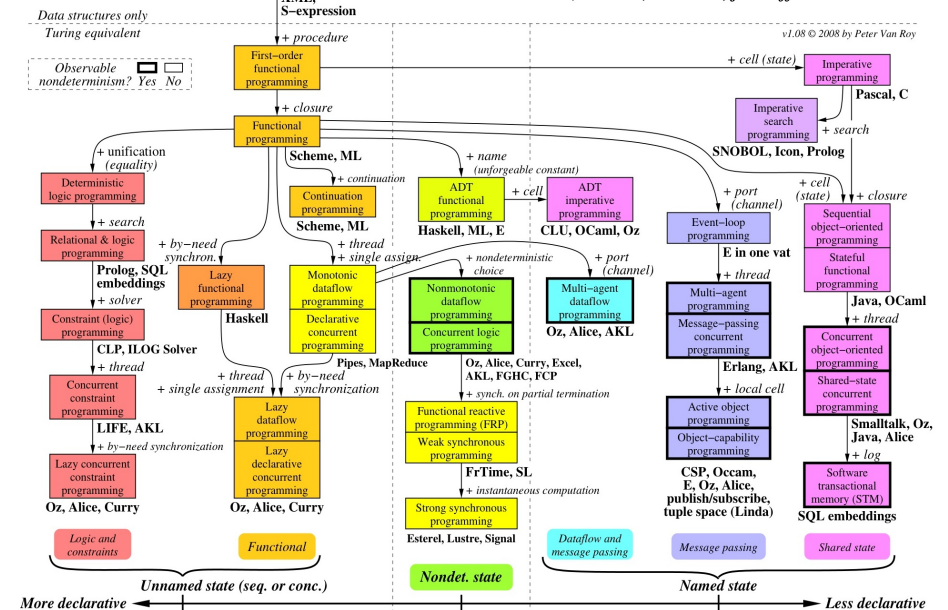 S−expression
Data structures only
Turing equivalent
+ procedure
v1.08 © 2008 by Peter Van Roy
Observable
nondeterminism? Yes No
First−order
functional
programming
+ cell (state)
Imperative
programming
Pascal, C
+ closure
Functional
programming
Scheme, ML
Imperative
search
programming
+ search
SNOBOL, Icon, Prolog
+ unification
(equality)
Deterministic
logic programming
+ search
Relational & logic
programming
Prolog, SQL
embeddings
+ solver
Constraint (logic)
programming
CLP, ILOG Solver
+ thread
Concurrent
constraint
programming
LIFE, AKL
+ by−need synchronization
Lazy concurrent
constraint
programming
Oz, Alice, Curry
+ continuation
Continuation
programming
Scheme, ML
+ by−need
synchron.
Lazy
functional
programming
Haskell
+ thread
+ single assign.
Monotonic
dataflow
programming
Declarative
concurrent
programming
Pipes, MapReduce
+ thread
+ single assignment
+ by−need
synchronization
Lazy
dataflow
programming
Lazy
declarative
concurrent
programming
Oz, Alice, Curry
+ name
(unforgeable constant)
ADT
functional
programming
Haskell, ML, E
+ cell
ADT
imperative
programming
CLU, OCaml, Oz
+ nondeterministic
choice
Nonmonotonic
dataflow
programming
Concurrent logic
programming
Oz, Alice, Curry, Excel,
AKL, FGHC, FCP
+ synch. on partial termination
Functional reactive
programming (FRP)
Weak synchronous
programming
FrTime, SL
+ instantaneous computation
Strong synchronous
programming
Esterel, Lustre, Signal
+ port
(channel)
Multi−agent
dataflow
programming
Oz, Alice, AKL
+ port
(channel)
Event−loop
programming
E in one vat
+ thread
Multi−agent
programming
Message−passing
concurrent
programming
Erlang, AKL
+ local cell
Active object
programming
Object−capability
programming
CSP, Occam,
E, Oz, Alice,
publish/subscribe,
tuple space (Linda)
+ cell
(state)
+ closure
Sequential
object−oriented
programming
Stateful
functional
programming
Java, OCaml
+ thread
Concurrent
object−oriented
programming
Shared−state
concurrent
programming
Smalltalk, Oz,
Java, Alice
+ log
Software
transactional
memory (STM)
SQL embeddings
Logic and
constraints
Functional
Dataflow and
message passing
Message passing
Shared state
Unnamed state (seq. or conc.)
Nondet. state
Named state
More declarative
Less declarative